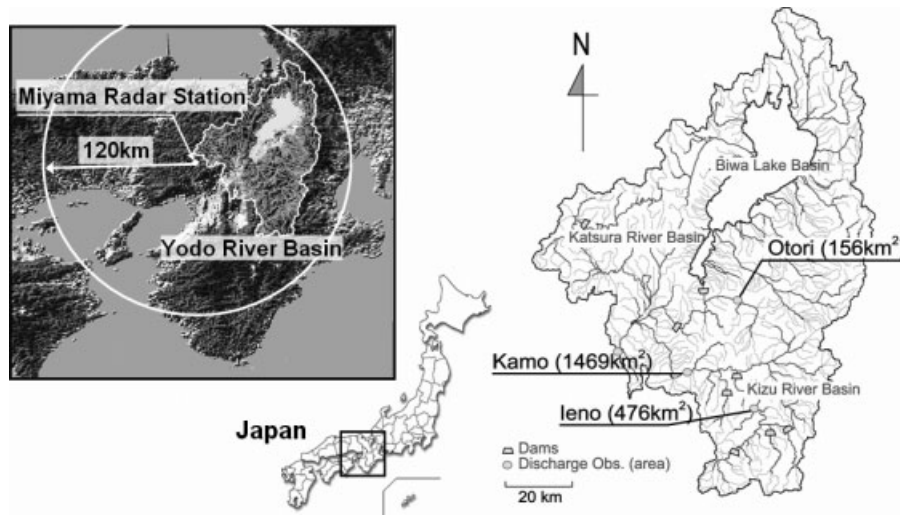 Miyama Radar Station
120km
Yodo River Basin
Japan
N
Biwa Lake Basin
Katsura River Basin
Otori (156km²)
Kamo (1469km²)
Kizu River Basin
Ieno (476km²)
Dams
Discharge Obs. (area)
20 km